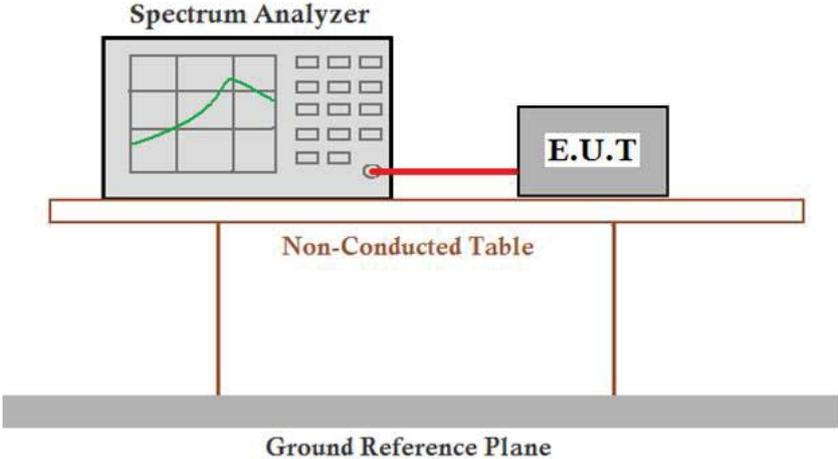 Spectrum Analyzer
E.U.T
Non-Conducted Table
Ground Reference Plane